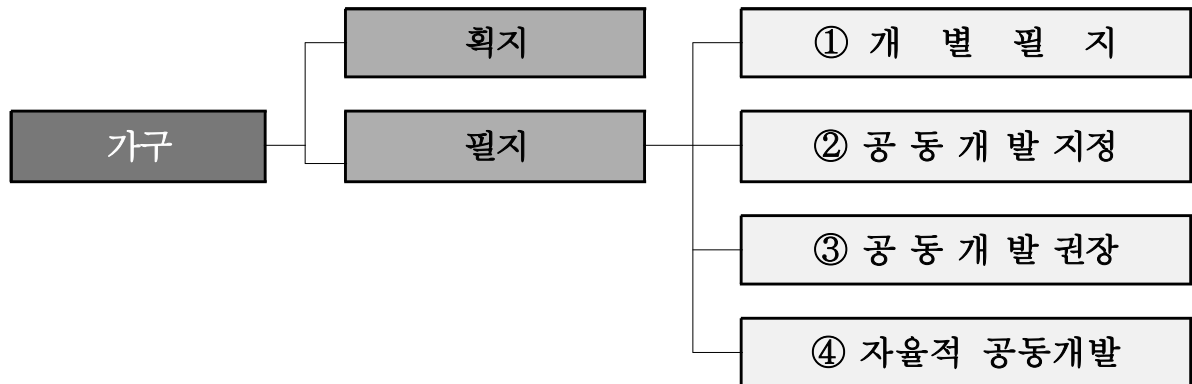 가구
획지
필지
① 개 별 필 지
② 공 동 개 발 지정
③ 공 동 개 발 권장
④ 자율적 공동개발